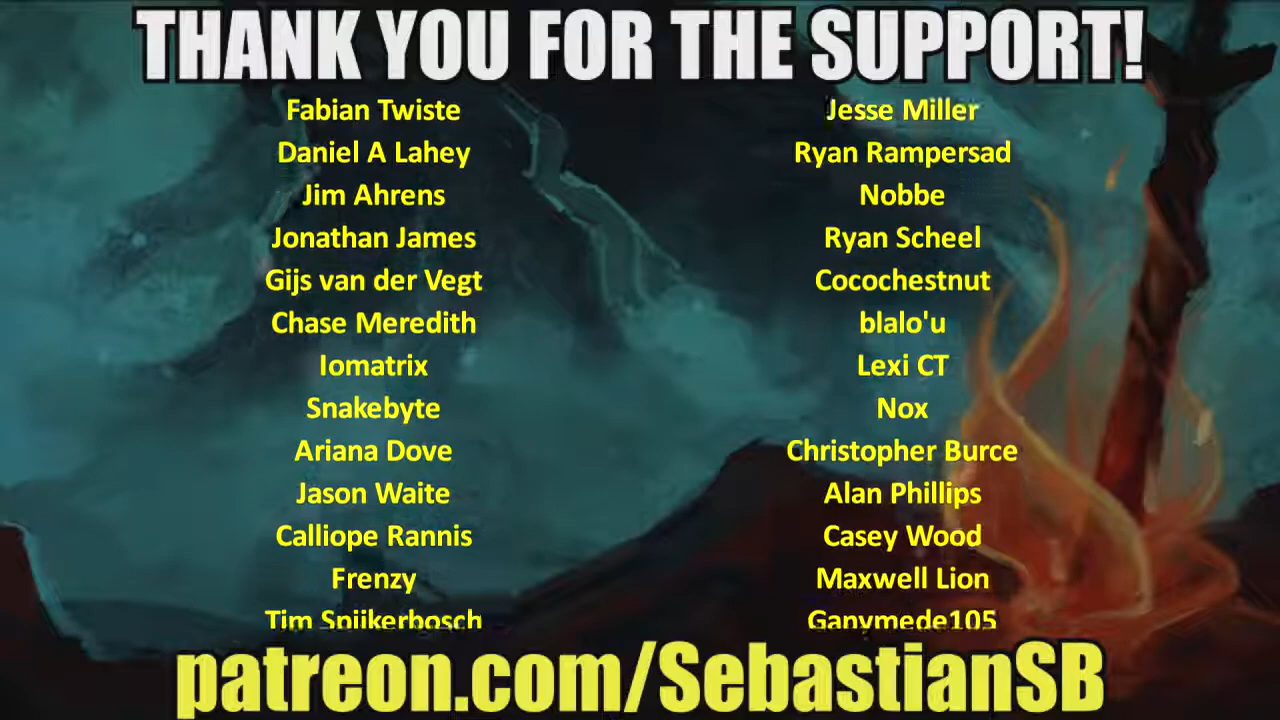 THANK YOU FOR THE SUPPORT!
Fabian Twiste
Daniel A Lahey
Jim Ahrens
Jonathan James
Gijs van der Vegt
Chase Meredith
Iomatrix
Snakebyte
Ariana Dove
Jason Waite
Calliope Rannis
Frenzy
Tim Spijkerbosch
Jesse Miller
Ryan Rampersad
Nobbe
Ryan Scheel
Cocochestnut
blalo'u
Lexi CT
Nox
Christopher Burce
Alan Phillips
Casey Wood
Maxwell Lion
Ganymede105
patreon.com/SebastianSB